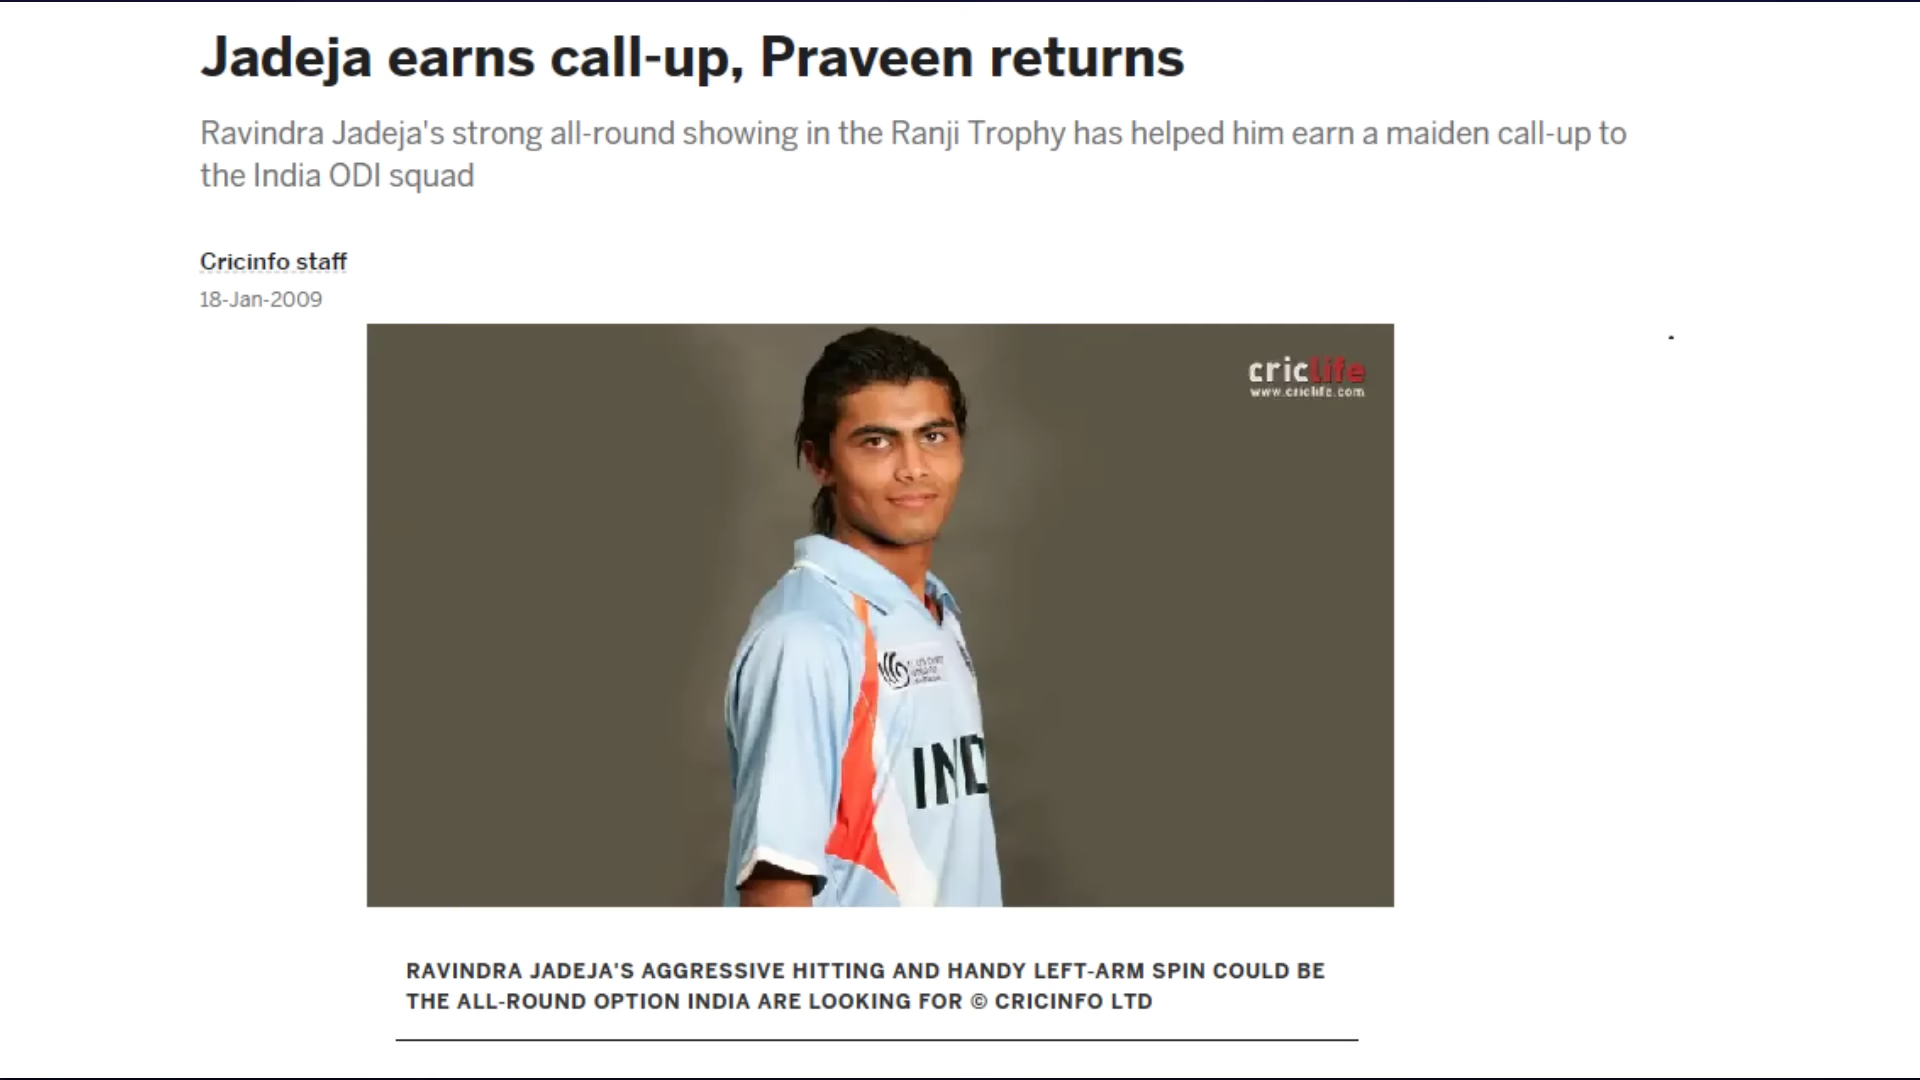 Jadeja earns call-up, Praveen returns
Ravindra Jadeja's strong all-round showing in the Ranji Trophy has helped him earn a maiden call-up to
the India ODI squad
Cricinfo staff
18-Jan-2009
criclife
www.criclife.com
IND
RAVINDRA JADEJA'S AGGRESSIVE HITTING AND HANDY LEFT-ARM SPIN COULD BE
THE ALL-ROUND OPTION INDIA ARE LOOKING FOR © CRICINFO LTD